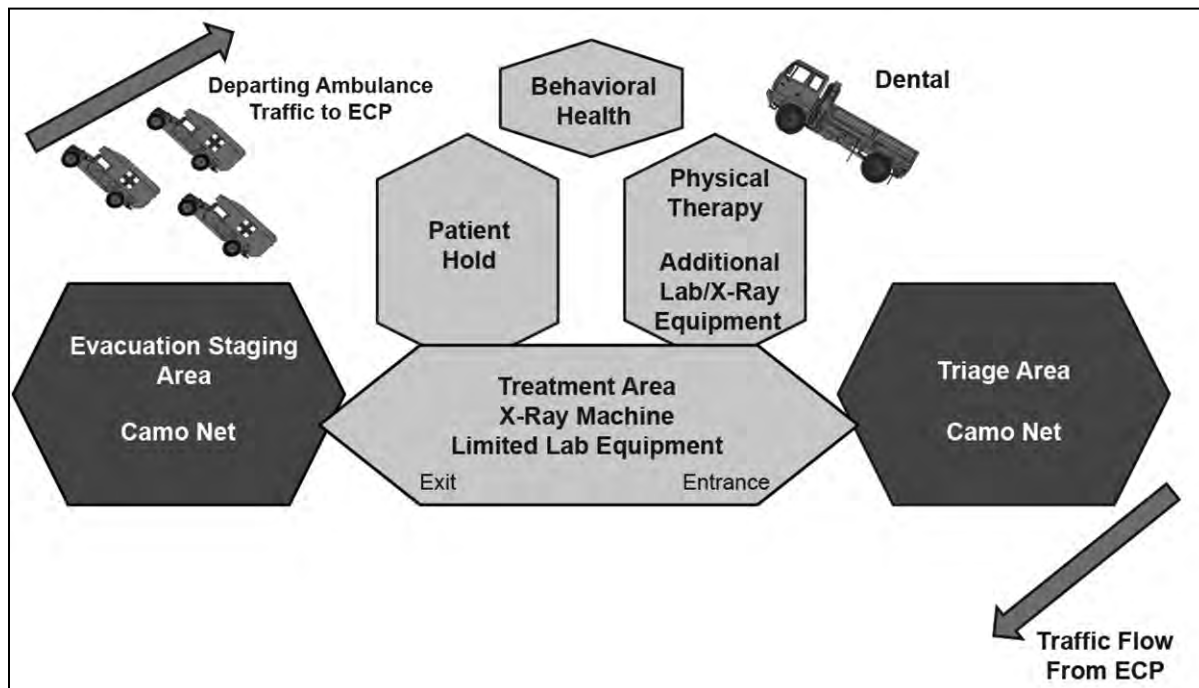 Departing Ambulance
Traffic to ECP
Behavioral
Health
Dental
Patient
Hold
Physical
Therapy
Additional
Lab/X-Ray
Equipment
Evacuation Staging
Area
Camo Net
Treatment Area
X-Ray Machine
Limited Lab Equipment
Exit
Entrance
Triage Area
Camo Net
Traffic Flow
From ECP